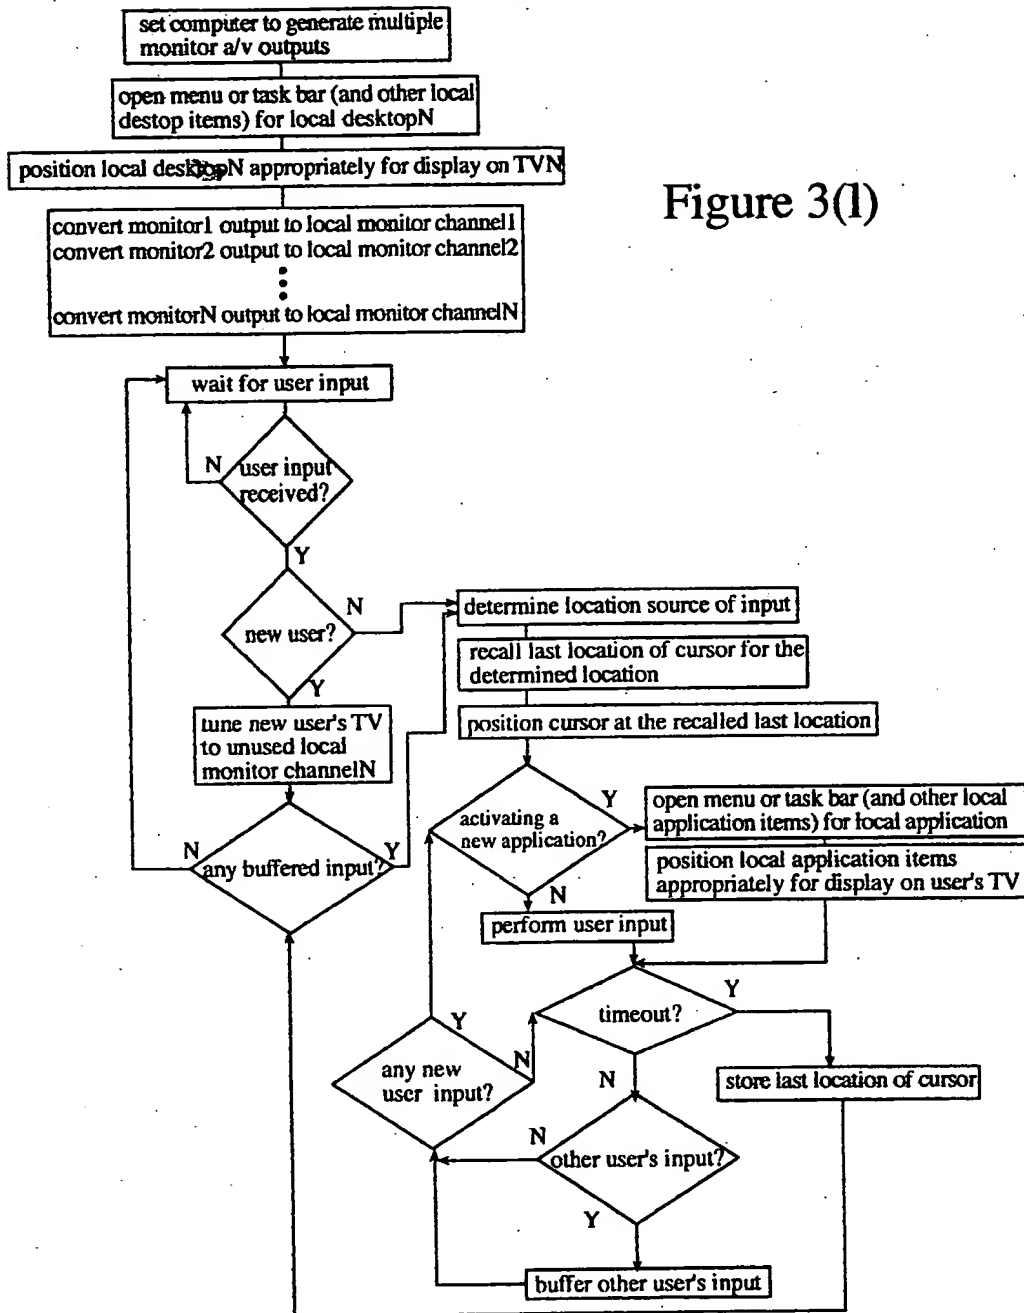 set computer to generate multiple
monitor a/v outputs
open menu or task bar (and other local
destop items) for local desktopN
position local desktopN appropriately for display on TVN
Figure 3(l)
convert monitor1 output to local monitor channel1
convert monitor2 output to local monitor channel2
convert monitorN output to local monitor channelN
wait for user input
N
user input
received?
Y
new user?
N
Y
determine location source of input
recall last location of cursor for the
determined location
position cursor at the recalled last location
tune new user's TV
to unused local
monitor channelN
any buffered input?
N
Y
activating a
new application?
Y
N
open menu or task bar (and other local
application items) for local application
position local application items
appropriately for display on user's TV
perform user input
timeout?
Y
N
any new
user input?
Y
N
store last location of cursor
other user's input?
N
Y
buffer other user's input